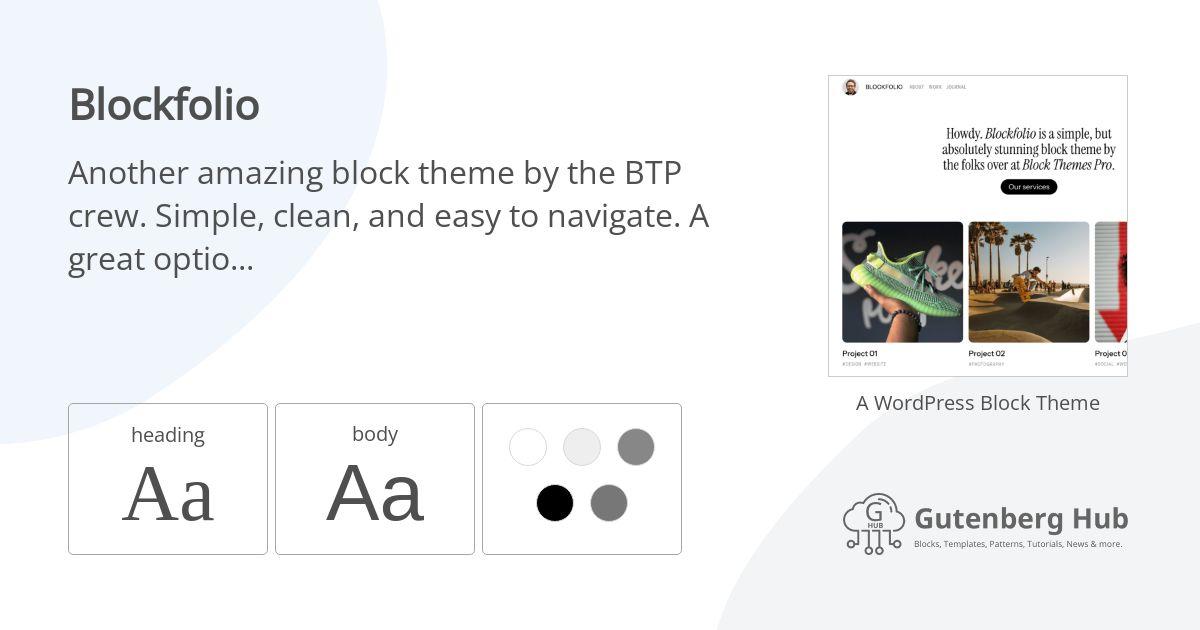 Blockfolio
Another amazing block theme by the BTP
crew. Simple, clean, and easy to navigate. A
great optio...
heading
Aa
body
Aa
BLOCKFOLIO ABOUT WORK JOURNAL
Howdy. Blockfolio is a simple, but
absolutely stunning block theme by
the folks over at Block Themes Pro.
Our services
Project 01
#DESIGN #WEBSITE
Project 02
#PHOTOGRAPHY
Project 0
#SOCIAL #WE
A WordPress Block Theme
G
HUB
Gutenberg Hub
Blocks, Templates, Patterns, Tutorials, News & more.